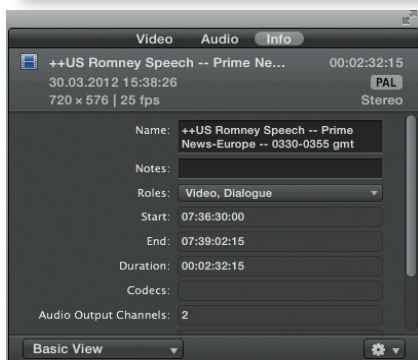 Video Audio Info
++US Romney Speech -- Prime Ne... 00:02:32:15
30.03.2012 15:38:26 PAL
720 × 576 | 25 fps Stereo
Name: ++US Romney Speech -- Prime
News-Europe -- 0330-0355 gmt
Notes:
Roles: Video, Dialogue
Start: 07:36:30:00
End: 07:39:02:15
Duration: 00:02:32:15
Codecs:
Audio Output Channels: 2
Basic View